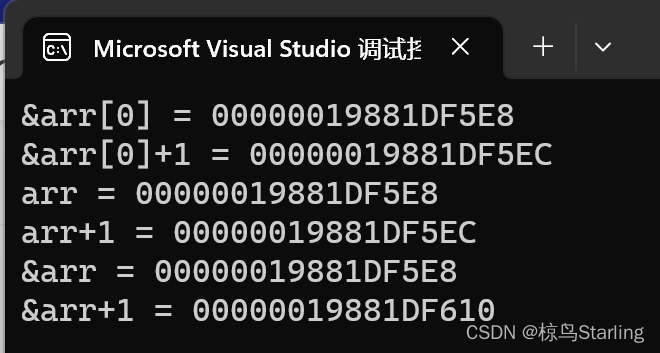 Microsoft Visual Studio 调试控
&arr[0] = 00000019881DF5E8
&arr[0]+1 = 00000019881DF5EC
arr = 00000019881DF5E8
arr+1 = 00000019881DF5EC
&arr = 00000019881DF5E8
&arr+1 = 00000019881DF610
CSDN @椋鸟Starling